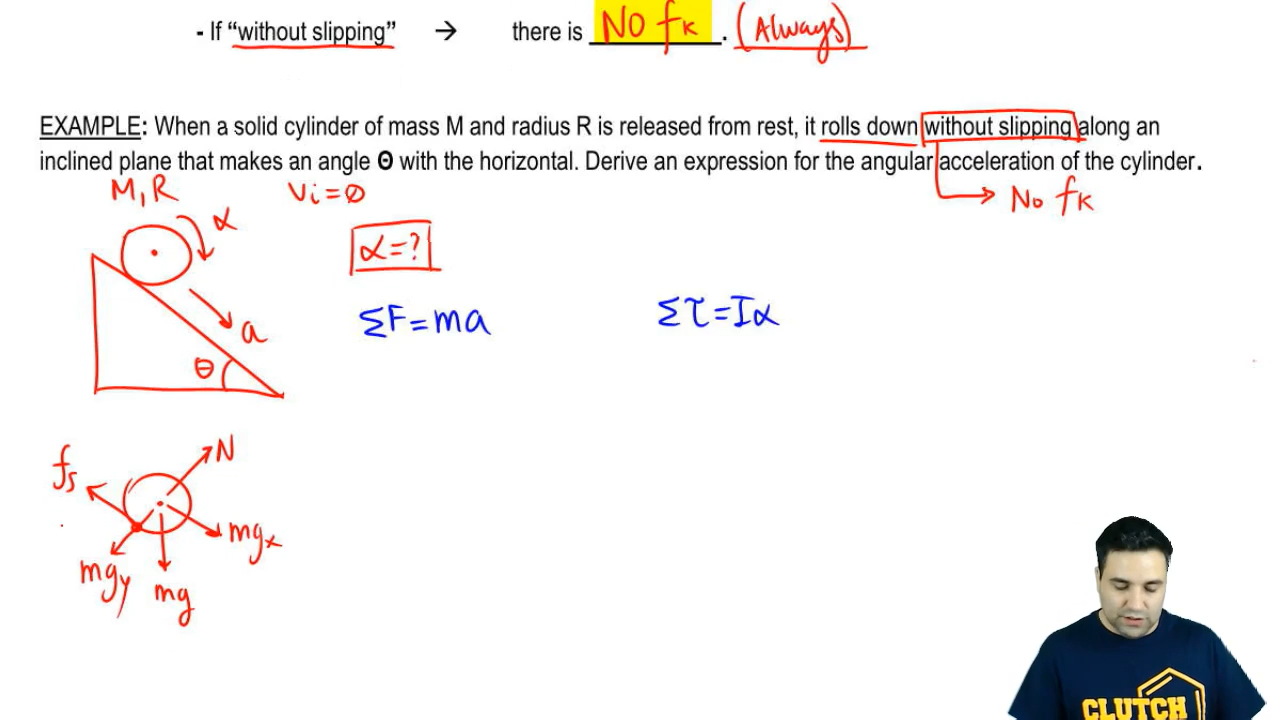 - If “without slipping” → there is NO fk. (Always)
EXAMPLE: When a solid cylinder of mass M and radius R is released from rest, it rolls down without slipping along an
inclined plane that makes an angle Θ with the horizontal. Derive an expression for the angular acceleration of the cylinder.
M, R
Vi=0
No fk
α
α=?
ΣF=ma
Στ=Iα
a
θ
N
fs
mgx
mgy
mg
CLUTCH